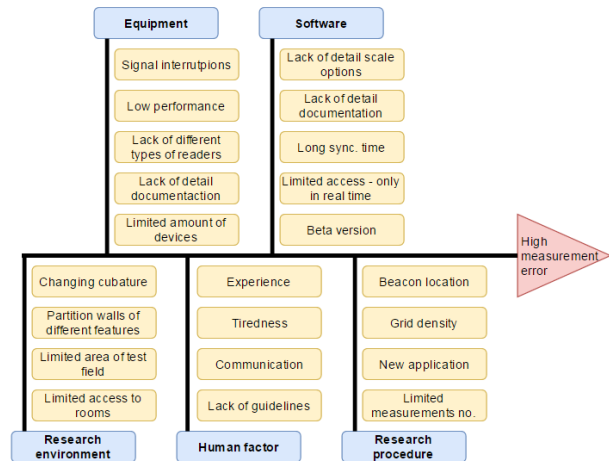 Equipment
Signal interrutpions
Low performance
Lack of different
types of readers
Lack of detail
documentaction
Limited amount of
devices
Software
Lack of detail scale
options
Lack of detail
documentation
Long sync. time
Limited access - only
in real time
Beta version
High
measurement
error
Changing cubature
Partition walls of
different features
Limited area of test
field
Limited access to
rooms
Research
environment
Experience
Tiredness
Communication
Lack of guidelines
Human factor
Beacon location
Grid density
New application
Limited
measurements no.
Research
procedure